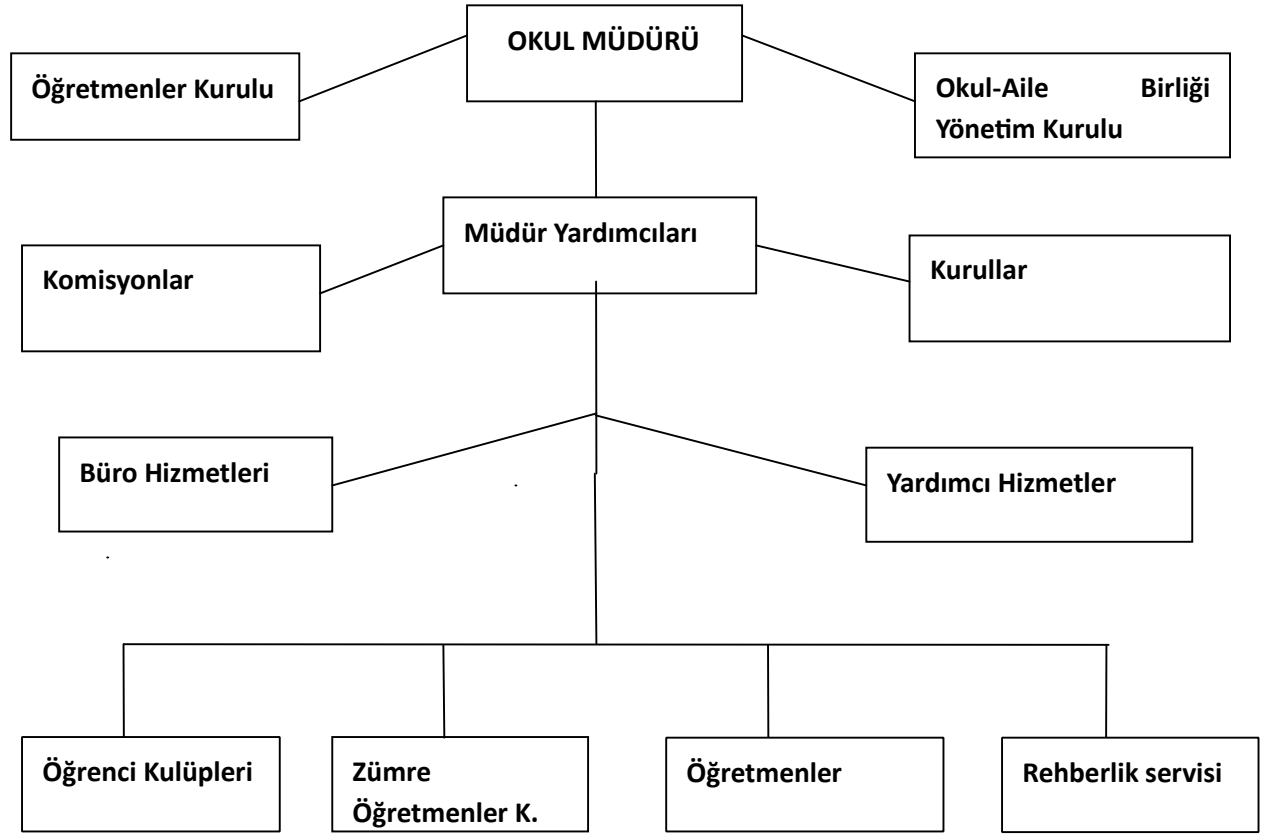 OKUL MÜDÜRÜ
Öğretmenler Kurulu
Okul-Aile Birliği
Yönetim Kurulu
Müdür Yardımcıları
Komisyonlar
Kurullar
Büro Hizmetleri
Yardımcı Hizmetler
Öğrenci Kulüpleri
Zümre
Öğretmenler K.
Öğretmenler
Rehberlik servisi